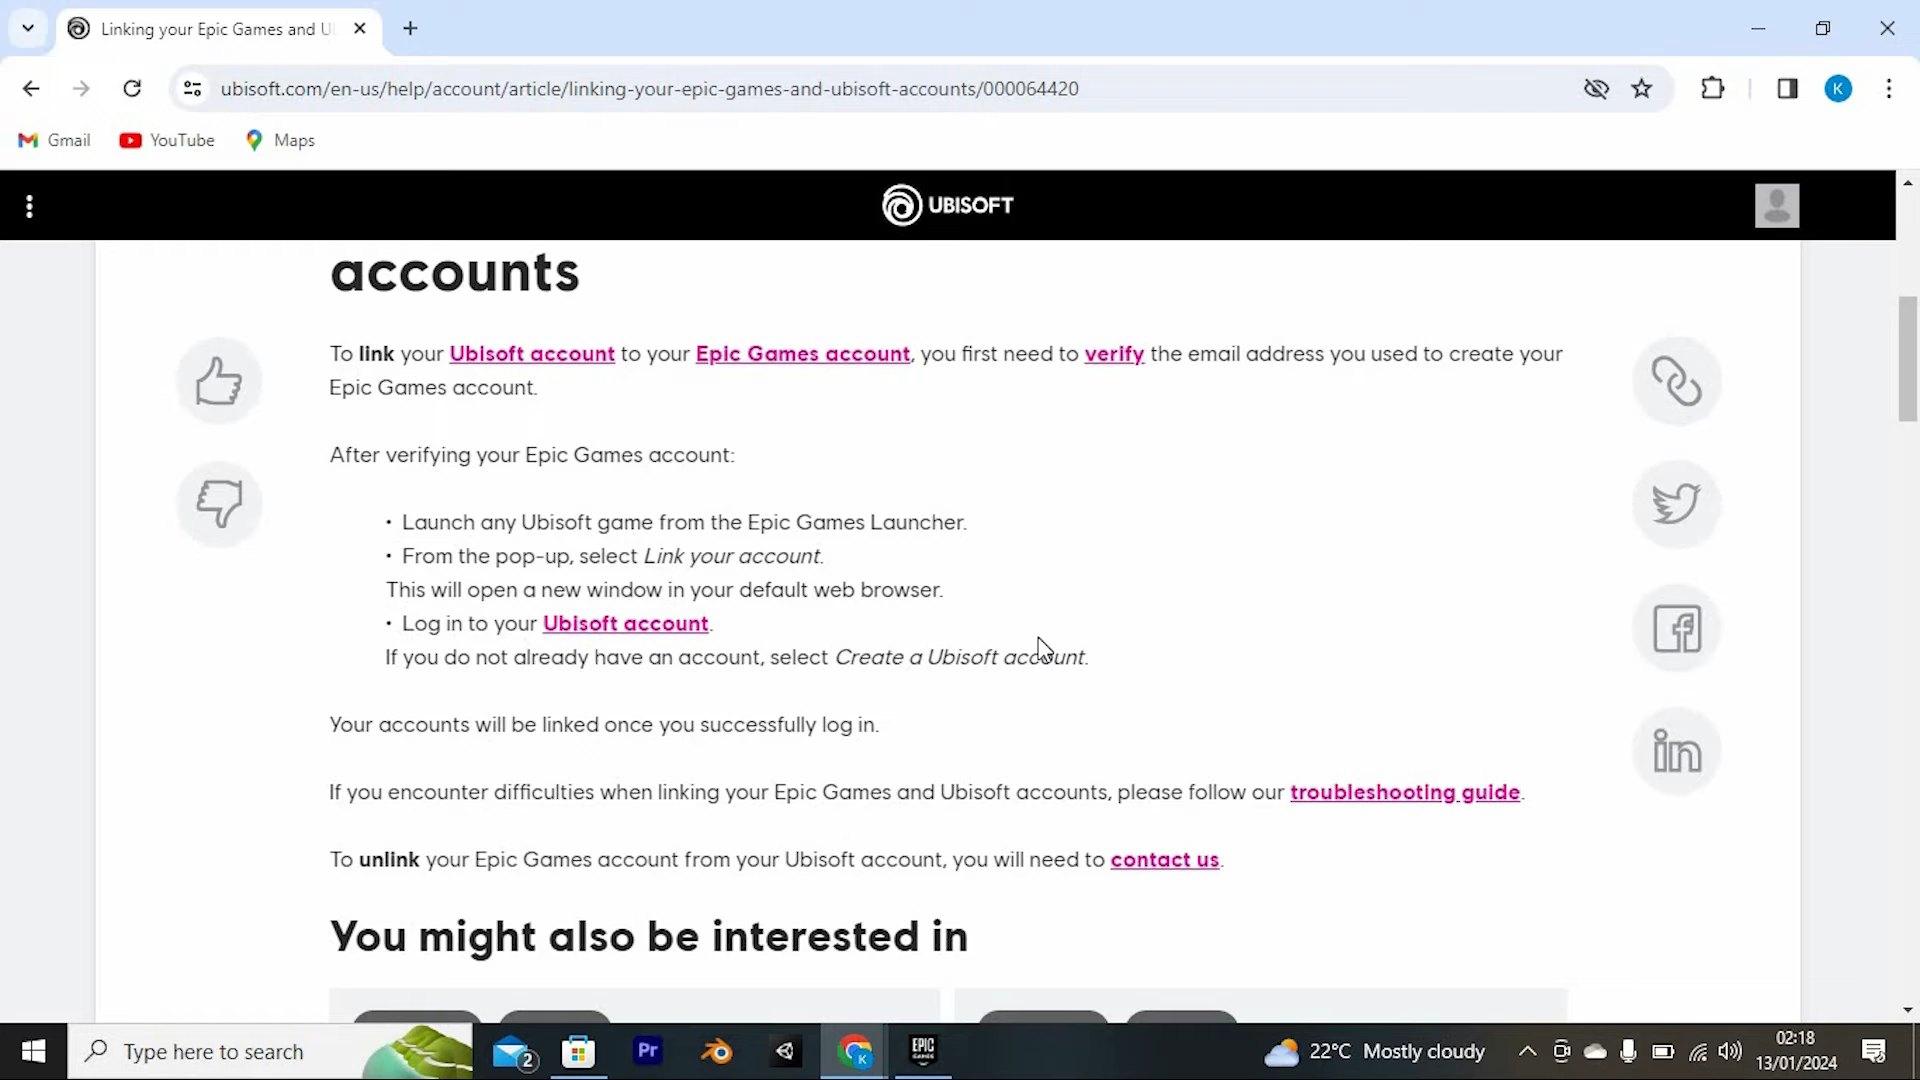 Linking your Epic Games and U
ubisoft.com/en-us/help/account/article/linking-your-epic-games-and-ubisoft-accounts/000064420
K
Gmail
YouTube
Maps
UBISOFT
accounts
To link your Ubisoft account to your Epic Games account, you first need to verify the email address you used to create your
Epic Games account.
After verifying your Epic Games account:
• Launch any Ubisoft game from the Epic Games Launcher.
• From the pop-up, select Link your account.
This will open a new window in your default web browser.
• Log in to your Ubisoft account.
If you do not already have an account, select Create a Ubisoft account.
Your accounts will be linked once you successfully log in.
If you encounter difficulties when linking your Epic Games and Ubisoft accounts, please follow our troubleshooting guide.
To unlink your Epic Games account from your Ubisoft account, you will need to contact us.
You might also be interested in
in
Type here to search
2
Pr
K
EPIC
GAMES
22°C Mostly cloudy
02:18
13/01/2024